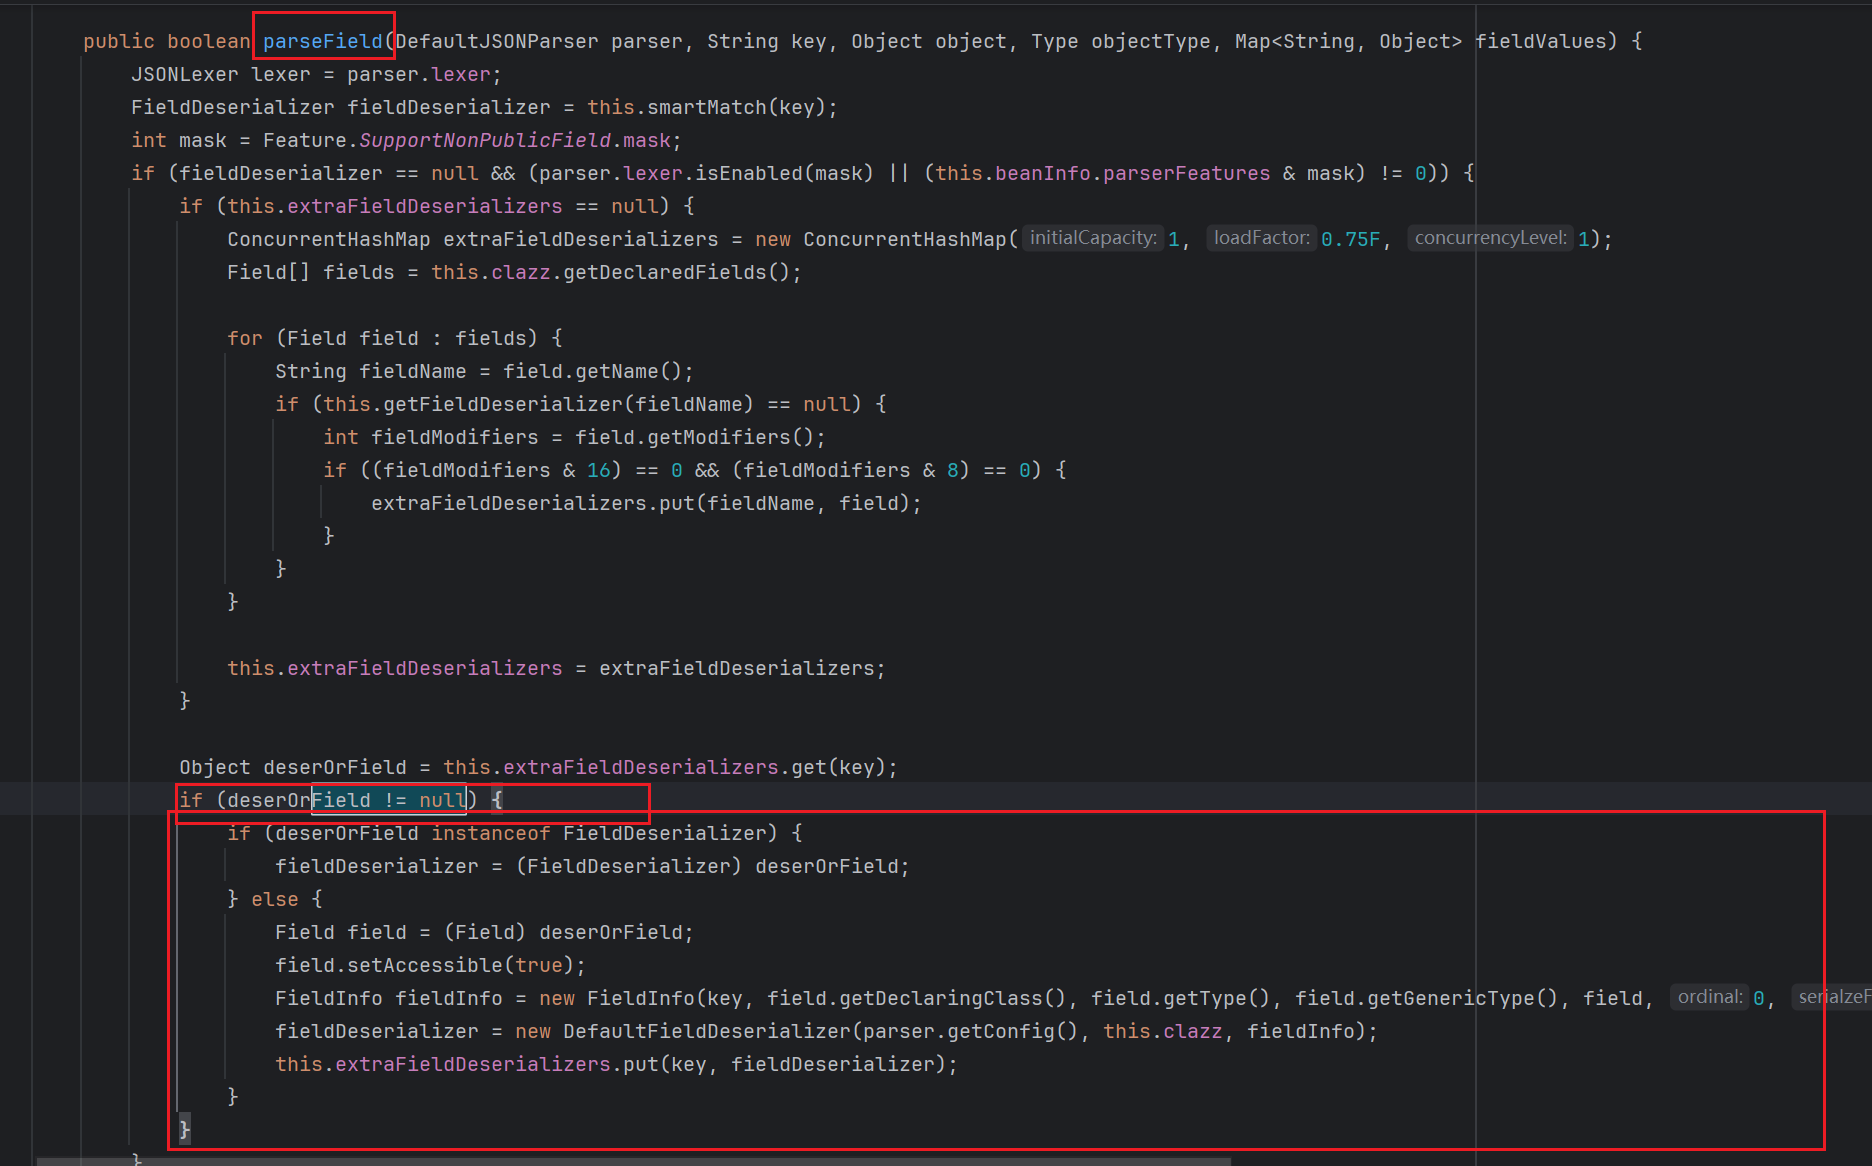 public boolean parseField(DefaultJSONParser parser, String key, Object object, Type objectType, Map<String, Object> fieldValues) {
JSONLexer lexer = parser.lexer;
FieldDeserializer fieldDeserializer = this.smartMatch(key);
int mask = Feature.SupportNonPublicField.mask;
if (fieldDeserializer == null && (parser.lexer.isEnabled(mask) || (this.beanInfo.parserFeatures & mask) != 0)) {
if (this.extraFieldDeserializers == null) {
ConcurrentHashMap extraFieldDeserializers = new ConcurrentHashMap( initialCapacity: 1, loadFactor: 0.75F, concurrencyLevel: 1);
Field[] fields = this.clazz.getDeclaredFields();
for (Field field : fields) {
String fieldName = field.getName();
if (this.getFieldDeserializer(fieldName) == null) {
int fieldModifiers = field.getModifiers();
if ((fieldModifiers & 16) == 0 && (fieldModifiers & 8) == 0) {
extraFieldDeserializers.put(fieldName, field);
}
}
}
this.extraFieldDeserializers = extraFieldDeserializers;
}
Object deserOrField = this.extraFieldDeserializers.get(key);
if (deserOrField != null) {
if (deserOrField instanceof FieldDeserializer) {
fieldDeserializer = (FieldDeserializer) deserOrField;
} else {
Field field = (Field) deserOrField;
field.setAccessible(true);
FieldInfo fieldInfo = new FieldInfo(key, field.getDeclaringClass(), field.getType(), field.getGenericType(), field, ordinal: 0, serialzeF
fieldDeserializer = new DefaultFieldDeserializer(parser.getConfig(), this.clazz, fieldInfo);
this.extraFieldDeserializers.put(key, fieldDeserializer);
}
}
}